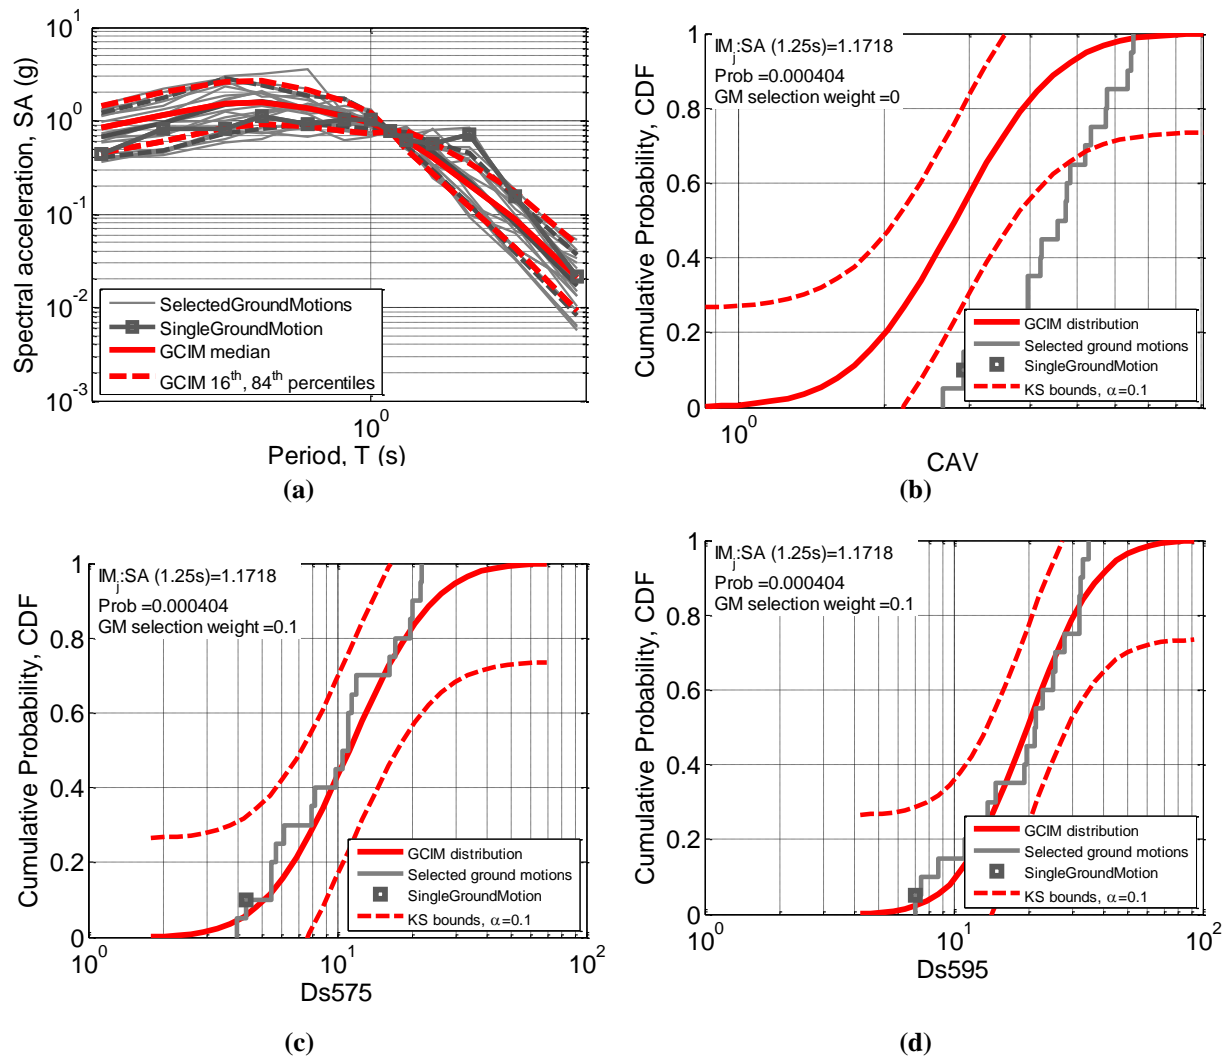 10^1
10^0
10^-1
10^-2
10^-3
Spectral acceleration, SA (g)
SelectedGroundMotions
SingleGroundMotion
GCIM median
GCIM 16^th, 84^th percentiles
10^0
Period, T (s)
(a)
1
0.8
0.6
0.4
0.2
0
Cumulative Probability, CDF
IM_j:SA (1.25s)=1.1718
Prob =0.000404
GM selection weight =0
GCIM distribution
Selected ground motions
SingleGroundMotion
KS bounds, α=0.1
10^0
CAV
(b)
1
0.8
0.6
0.4
0.2
0
Cumulative Probability, CDF
IM_j:SA (1.25s)=1.1718
Prob =0.000404
GM selection weight =0.1
GCIM distribution
Selected ground motions
SingleGroundMotion
KS bounds, α=0.1
10^0
10^1
10^2
Ds575
(c)
1
0.8
0.6
0.4
0.2
0
Cumulative Probability, CDF
IM_j:SA (1.25s)=1.1718
Prob =0.000404
GM selection weight =0.1
GCIM distribution
Selected ground motions
SingleGroundMotion
KS bounds, α=0.1
10^0
10^1
10^2
Ds595
(d)